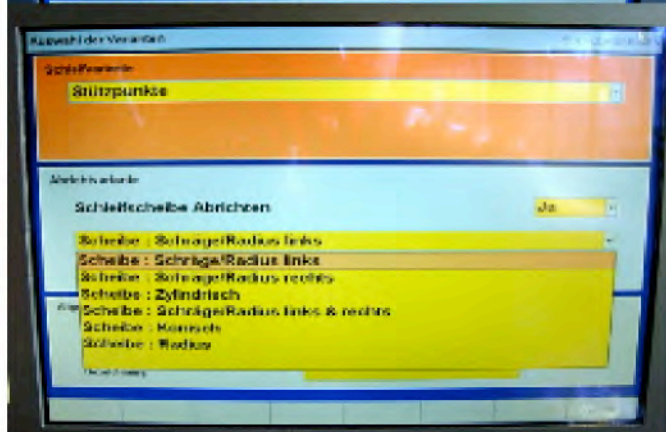 Auswahl der Varianten
Schleifvariante
Stützpunkte
Abrichtvariante
Schleifscheibe Abrichten Ja
Scheibe : Schräge/Radius links
Scheibe : Schräge/Radius links
Scheibe : Schräge/Radius rechts
Scheibe : Zylindrisch
Scheibe : Schräge/Radius links & rechts
Scheibe : Konisch
Scheibe : Radius